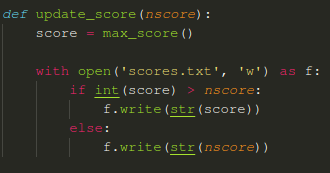 def update_score(nscore):
    score = max_score()

    with open('scores.txt', 'w') as f:
        if int(score) > nscore:
            f.write(str(score))
        else:
            f.write(str(nscore))